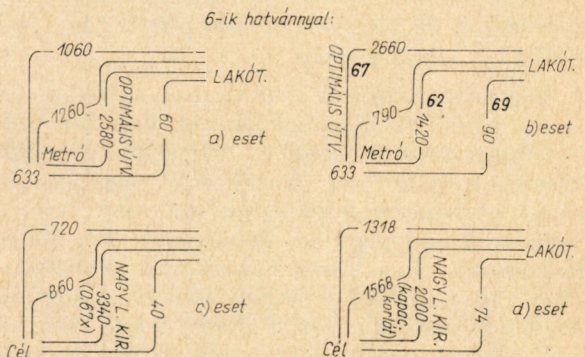 6-ik hatvánnyal:
1060
LAKÓT.
1260
OPTIMÁLIS ÚTV.
2580
60
Metró
633
a) eset
OPTIMÁLIS ÚTV.
67
2660
LAKÓT.
790
62
1420
69
90
Metró
633
b) eset
720
860
NAGY L. KIR.
3340
(0.67x)
40
Cél
c) eset
1318
LAKÓT.
1568
(kapac. korlát)
NAGY L. KIR.
2000
74
Cél
d) eset